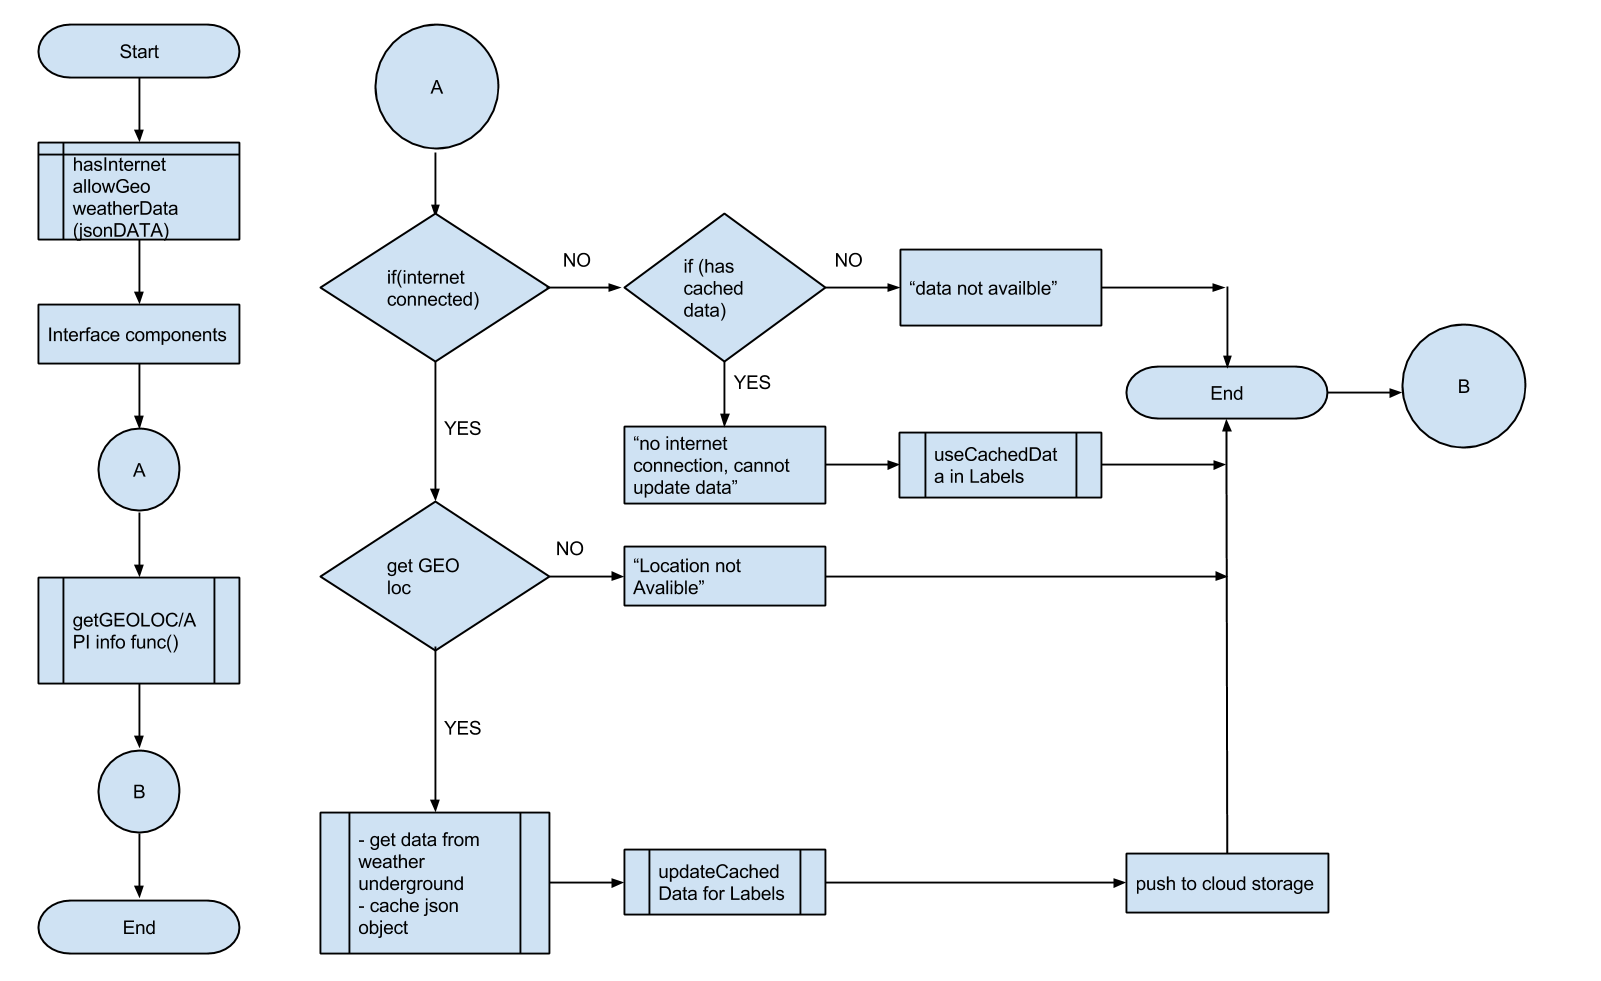 Start
hasInternet
allowGeo
weatherData
(jsonDATA)
Interface components
A
getGEOLOC/A
PI info func()
B
End
A
if(internet
connected)
NO
if (has
cached
data)
NO
“data not availble”
YES
“no internet
connection, cannot
update data”
useCachedDat
a in Labels
End
B
YES
get GEO
loc
NO
“Location not
Avalible”
YES
- get data from
weather
underground
- cache json
object
updateCached
Data for Labels
push to cloud storage